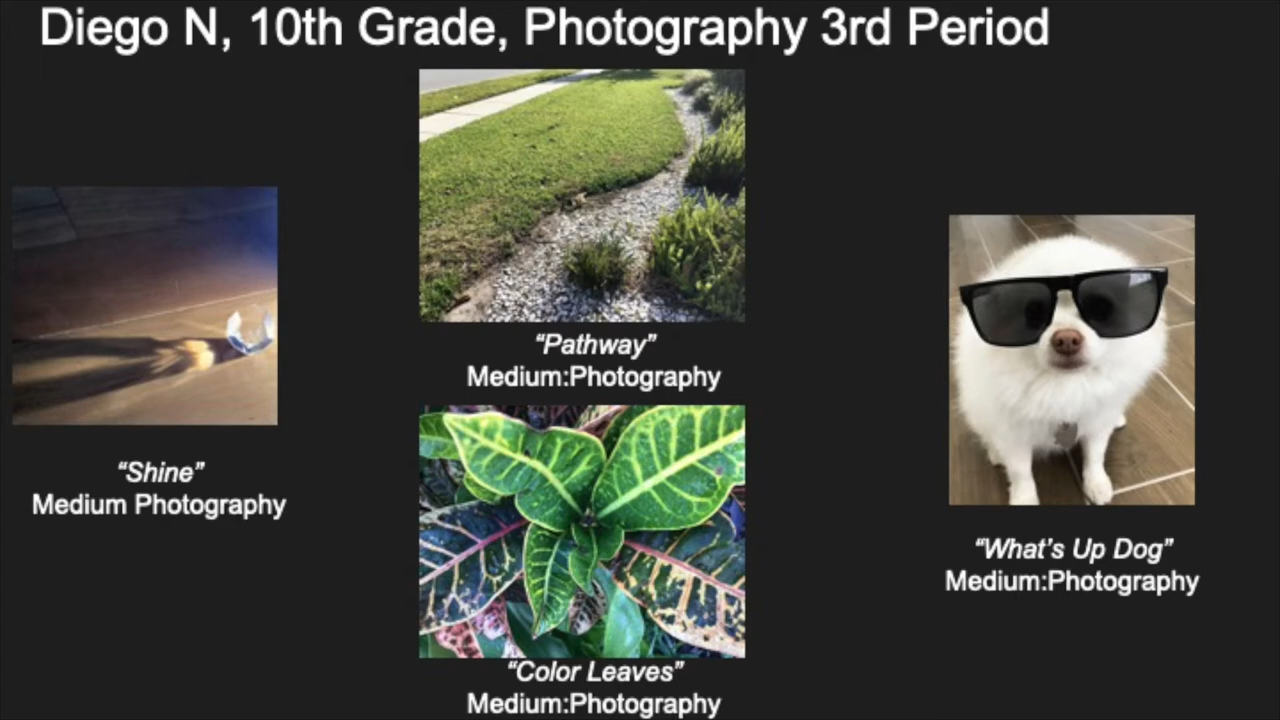 Diego N, 10th Grade, Photography 3rd Period
“Shine”
Medium Photography
“Pathway”
Medium:Photography
“Color Leaves”
Medium:Photography
“What’s Up Dog”
Medium:Photography